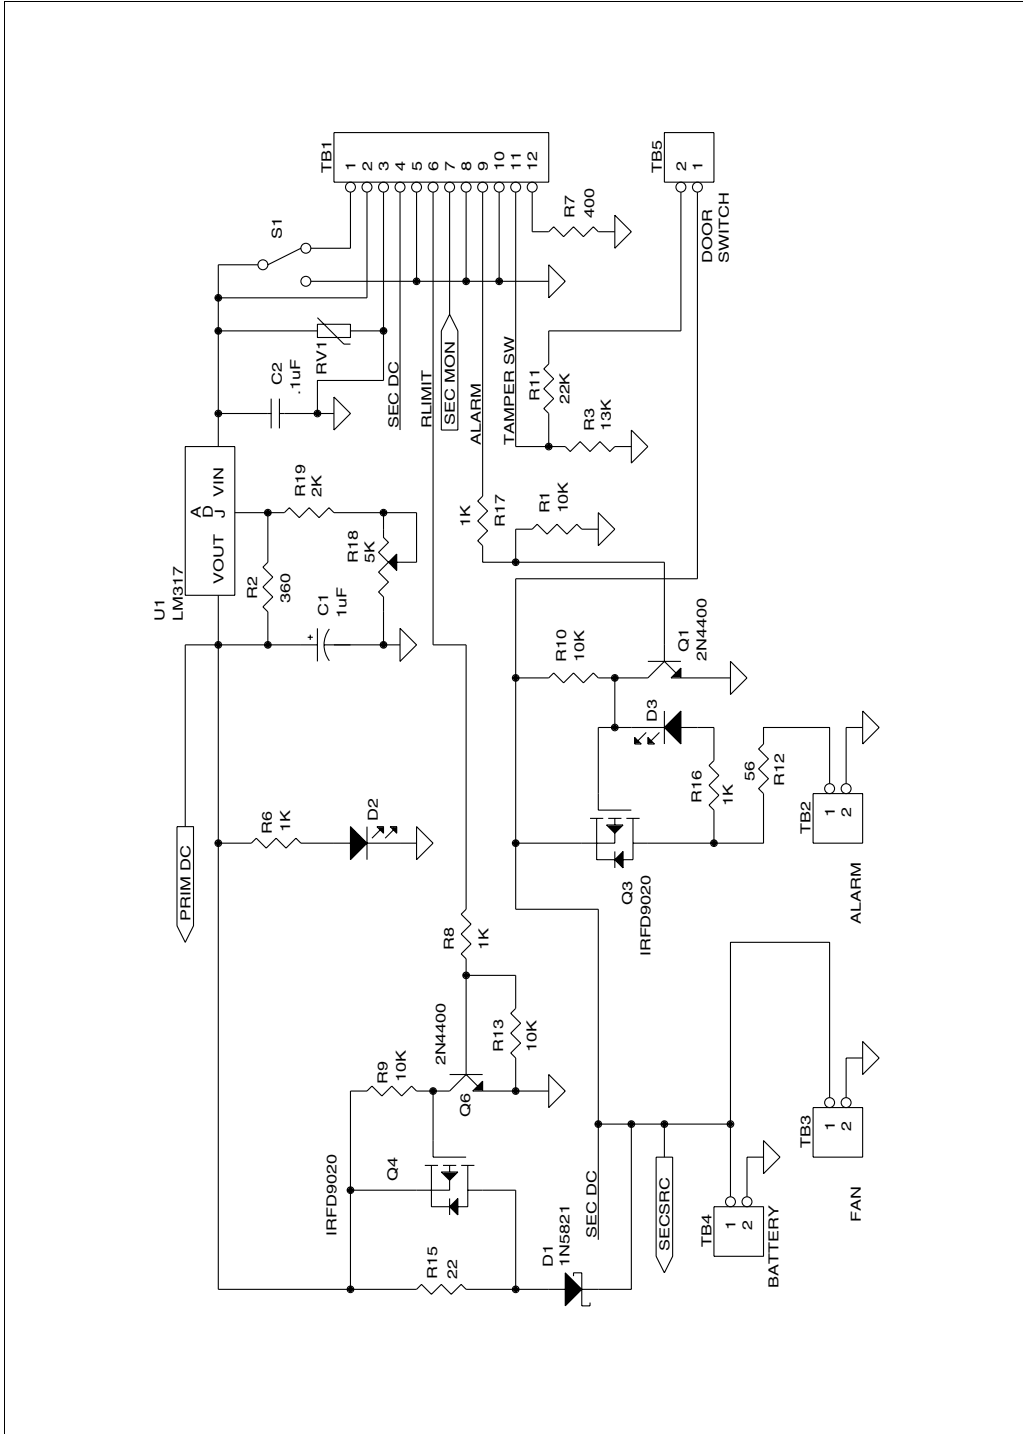 TB1
1
2
3
4
5
6
7
8
9
10
11
12
S1
RV1
C2
.1uF
SEC DC
RLIMIT
SEC MON
ALARM
TAMPER SW
R7
400
TB5
2
1
DOOR
SWITCH
R11
22K
R3
13K
U1
LM317
VOUT
ADJ
VIN
R19
2K
R2
360
R18
5K
C1
+
1uF
1K
R17
R1
10K
PRIM DC
R6
1K
D2
R10
10K
Q1
2N4400
D3
R16
1K
56
R12
TB2
1
2
ALARM
Q3
IRFD9020
R8
1K
R13
10K
2N4400
Q6
R9
10K
IRFD9020
Q4
R15
22
D1
1N5821
SEC DC
SECSRC
TB4
1
2
BATTERY
TB3
1
2
FAN